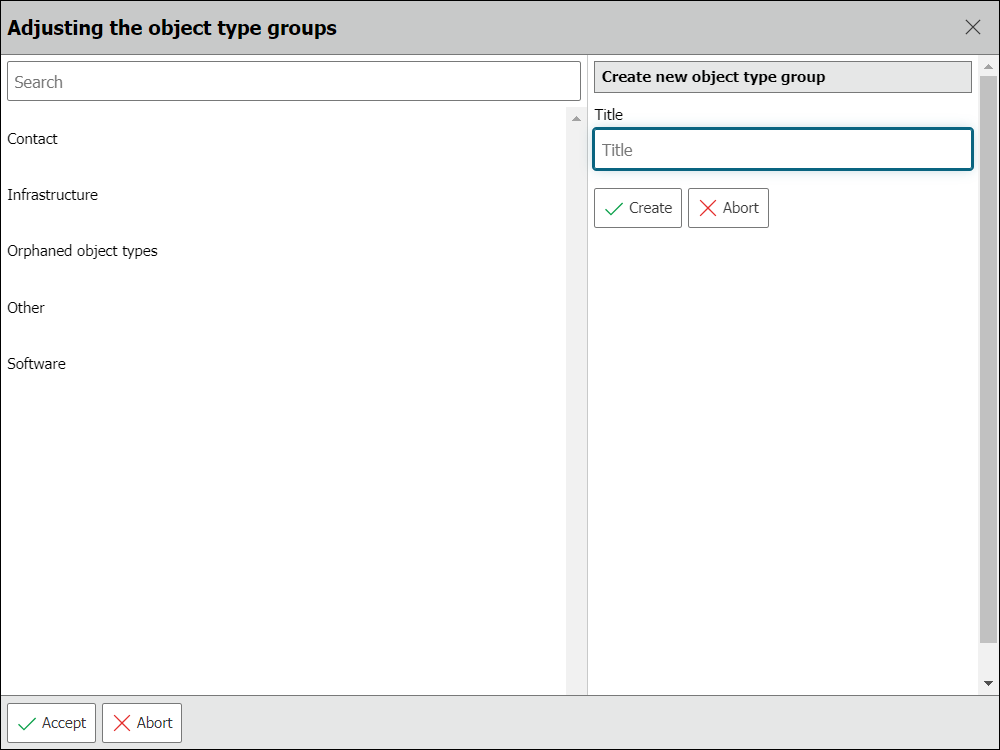 Adjusting the object type groups
Search
Contact
Infrastructure
Orphaned object types
Other
Software
Create new object type group
Title
Title
Create Abort
Accept Abort